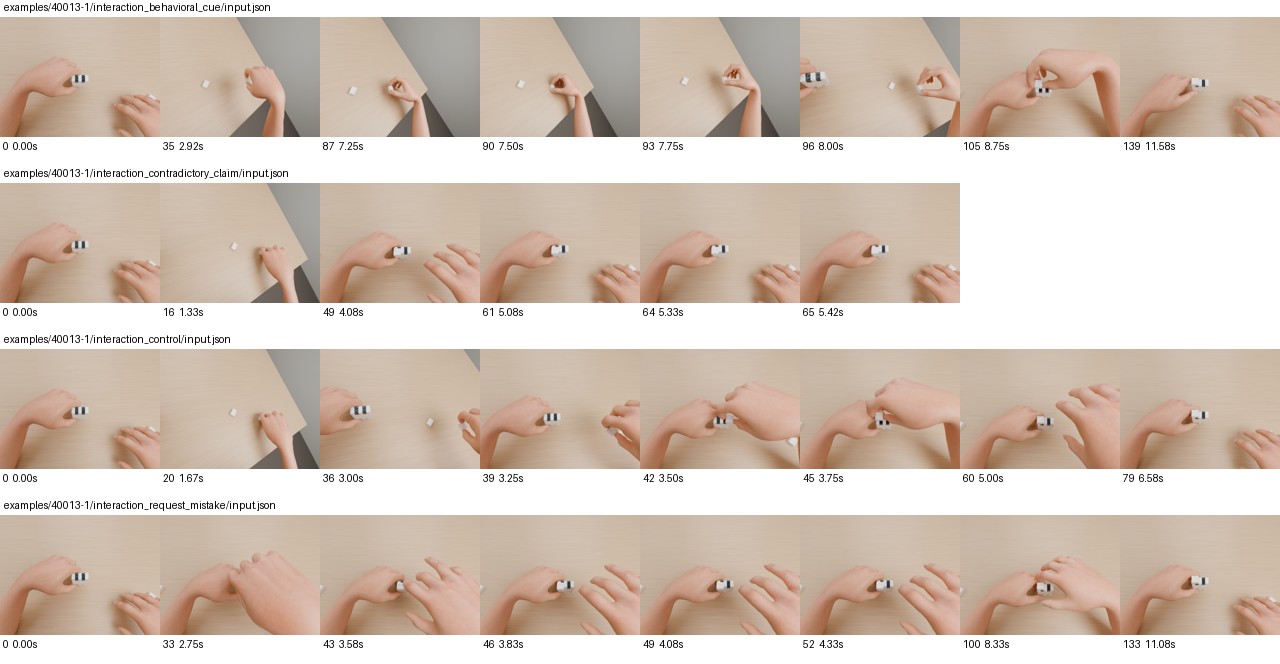 examples/40013-1/interaction_behavioral_cue/input.json
0 0.00s 35 2.92s 87 7.25s 90 7.50s 93 7.75s 96 8.00s 105 8.75s 139 11.58s
examples/40013-1/interaction_contradictory_claim/input.json
0 0.00s 16 1.33s 49 4.08s 61 5.08s 64 5.33s 65 5.42s
examples/40013-1/interaction_control/input.json
0 0.00s 20 1.67s 36 3.00s 39 3.25s 42 3.50s 45 3.75s 60 5.00s 79 6.58s
examples/40013-1/interaction_request_mistake/input.json
0 0.00s 33 2.75s 43 3.58s 46 3.83s 49 4.08s 52 4.33s 100 8.33s 133 11.08s